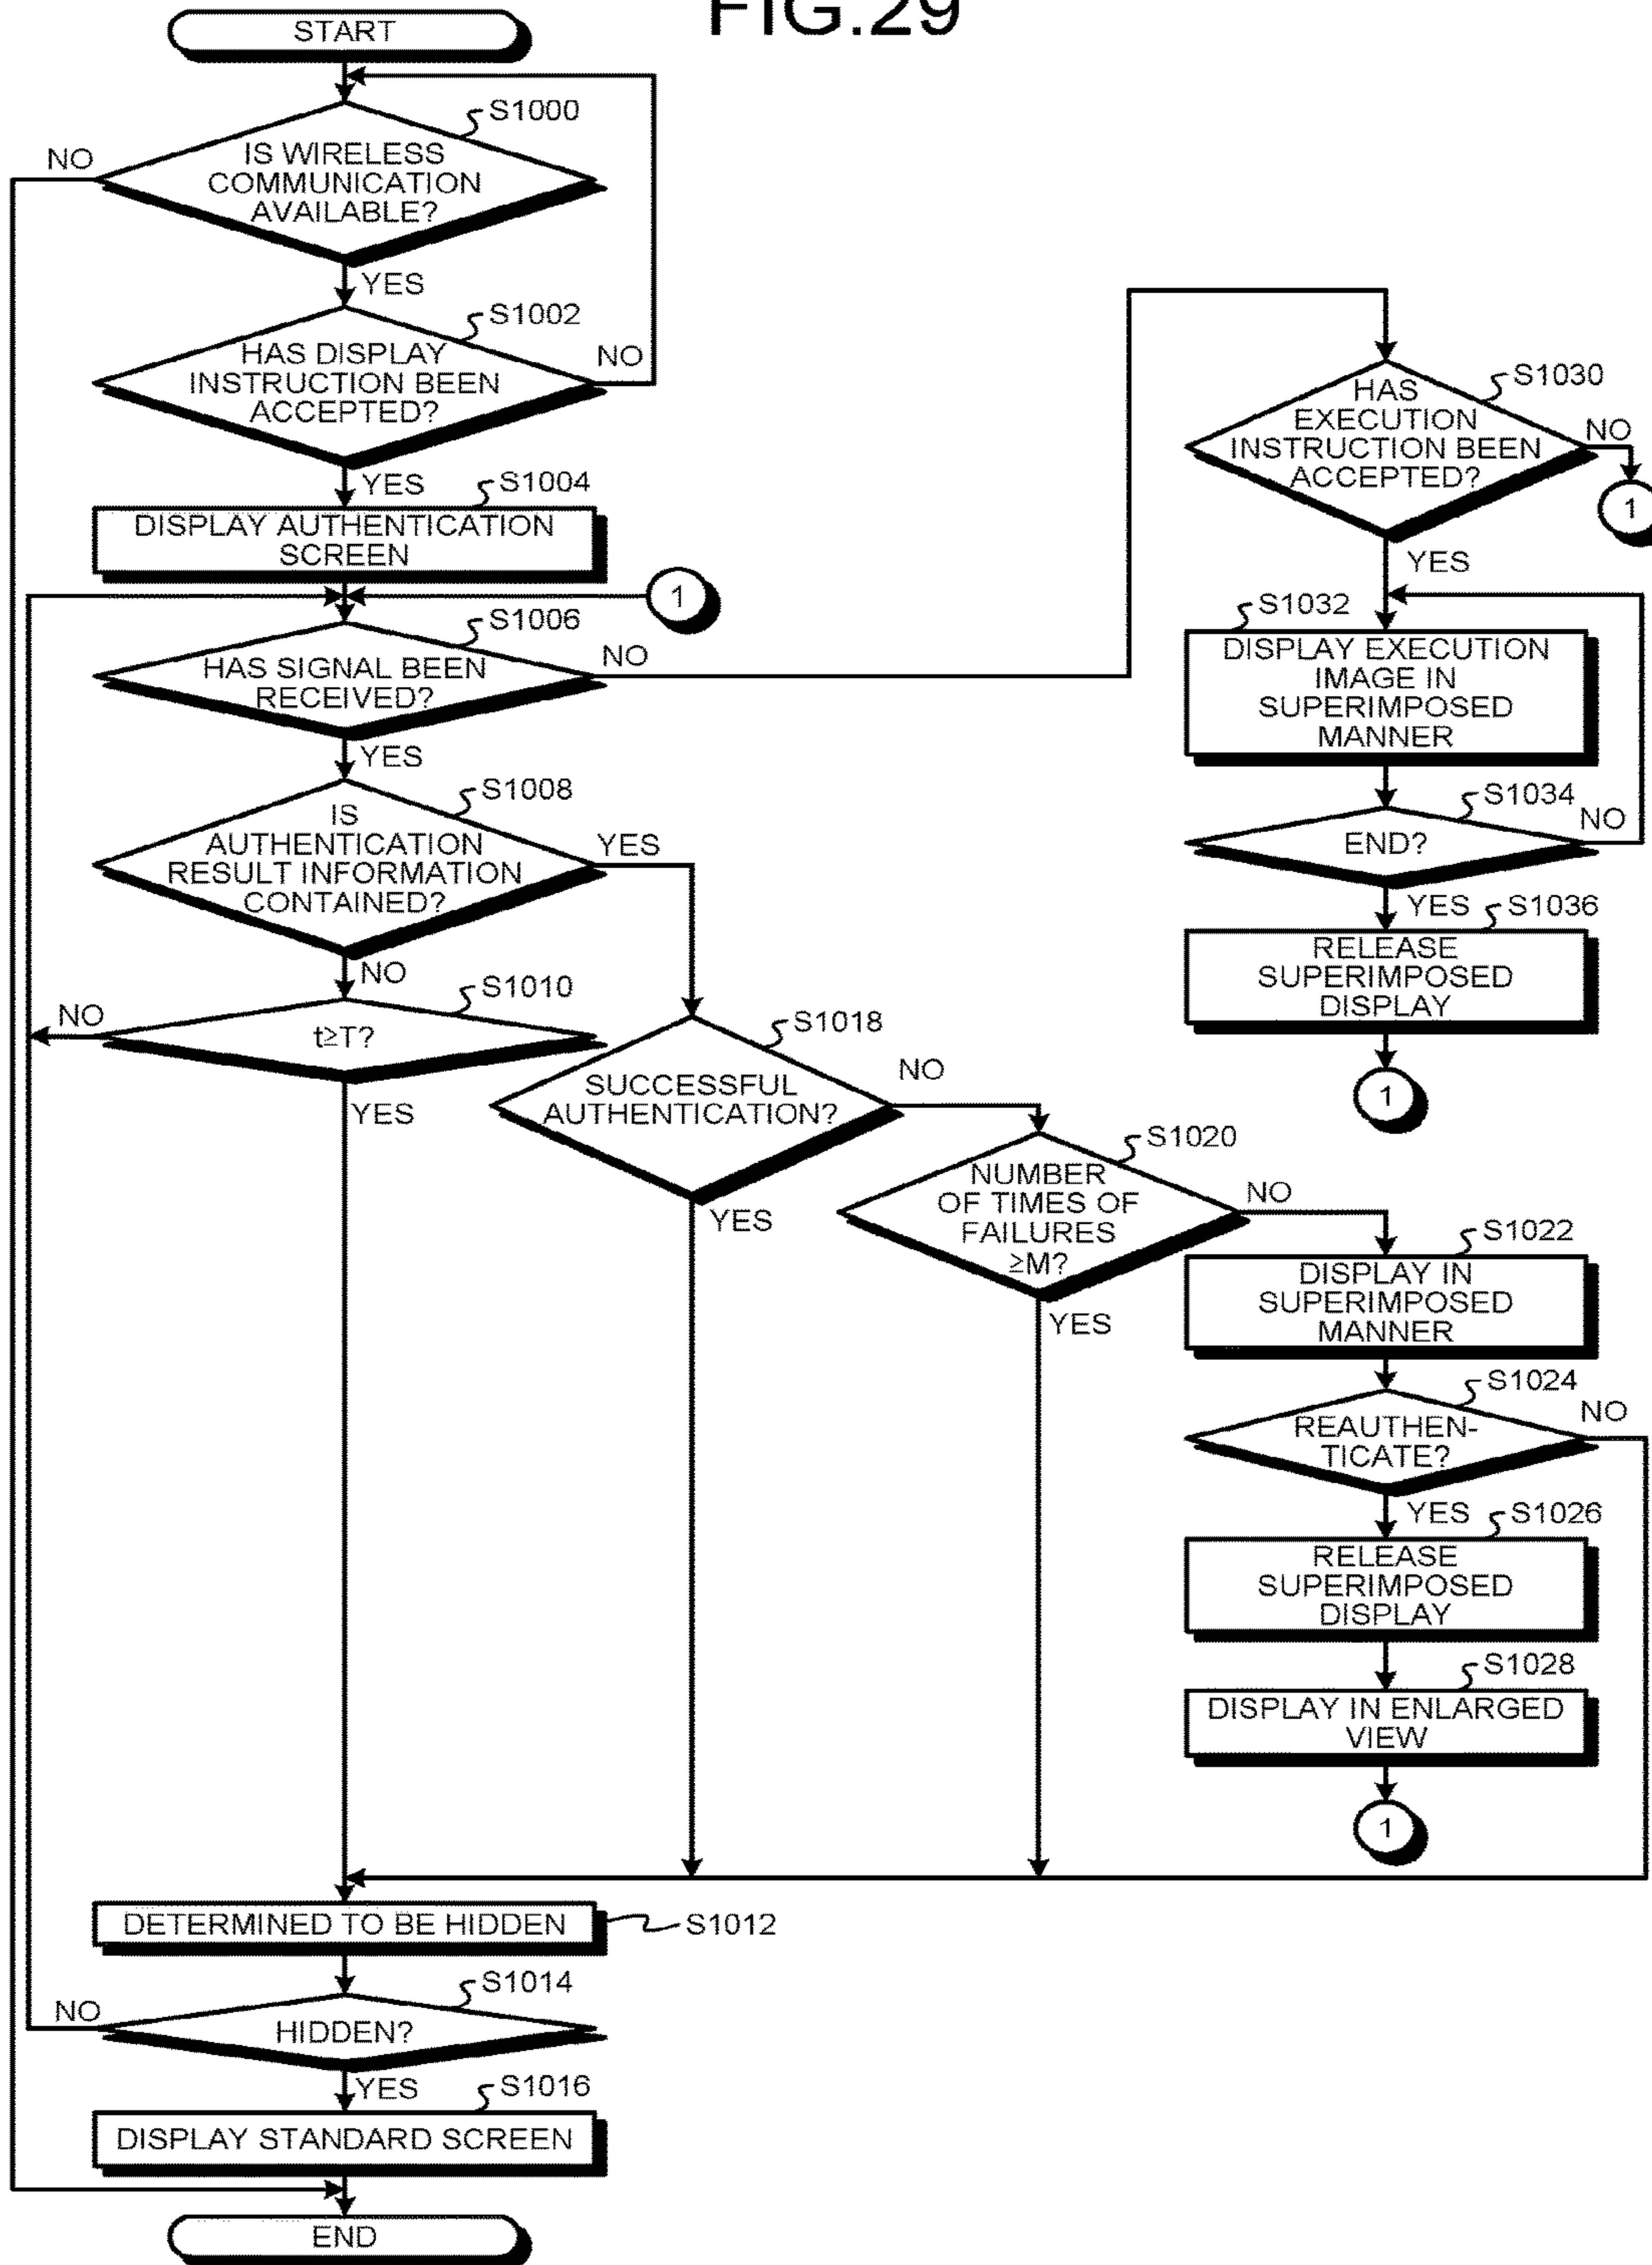 FIG.29
START
S1000
NO
IS WIRELESS
COMMUNICATION
AVAILABLE?
YES
S1002
HAS DISPLAY
INSTRUCTION BEEN
ACCEPTED?
NO
YES
S1004
DISPLAY AUTHENTICATION
SCREEN
1
S1006
HAS SIGNAL BEEN
RECEIVED?
NO
YES
S1008
IS
AUTHENTICATION
RESULT INFORMATION
CONTAINED?
YES
NO
S1010
NO
t≥T?
YES
S1018
SUCCESSFUL
AUTHENTICATION?
NO
YES
S1020
NUMBER
OF TIMES OF
FAILURES
≥M?
NO
YES
S1022
DISPLAY IN
SUPERIMPOSED
MANNER
S1024
REAUTHEN-
TICATE?
NO
YES
S1026
RELEASE
SUPERIMPOSED
DISPLAY
S1028
DISPLAY IN ENLARGED
VIEW
1
S1030
HAS
EXECUTION
INSTRUCTION BEEN
ACCEPTED?
NO
1
YES
S1032
DISPLAY EXECUTION
IMAGE IN
SUPERIMPOSED
MANNER
S1034
END?
NO
YES
S1036
RELEASE
SUPERIMPOSED
DISPLAY
1
DETERMINED TO BE HIDDEN
S1012
S1014
NO
HIDDEN?
YES
S1016
DISPLAY STANDARD SCREEN
END